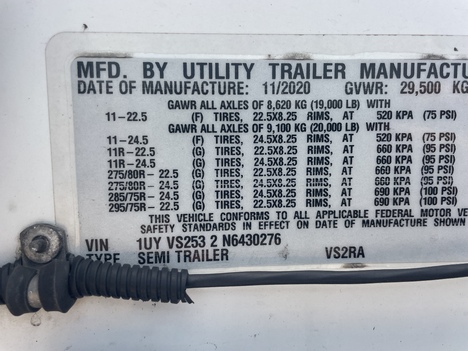 MFD. BY UTILITY TRAILER MANUFACTU
DATE OF MANUFACTURE: 11/2020 GVWR: 29,500 KG
GAWR ALL AXLES OF 8,620 KG (19,000 LB) WITH
11-22.5 (F) TIRES, 22.5X8.25 RIMS, AT 520 KPA (75 PSI)
GAWR ALL AXLES OF 9,100 KG (20,000 LB) WITH
11-24.5 (F) TIRES, 24.5X8.25 RIMS, AT 520 KPA (75 PSI)
11R-22.5 (G) TIRES, 22.5X8.25 RIMS, AT 660 KPA (95 PSI)
11R-24.5 (G) TIRES, 24.5X8.25 RIMS, AT 660 KPA (95 PSI)
275/80R-22.5 (G) TIRES, 22.5X8.25 RIMS, AT 660 KPA (95 PSI)
275/80R-24.5 (G) TIRES, 24.5X8.25 RIMS, AT 660 KPA (95 PSI)
285/75R-24.5 (G) TIRES, 24.5X8.25 RIMS, AT 690 KPA (100 PSI)
295/75R-22.5 (G) TIRES, 22.5X8.25 RIMS, AT 690 KPA (100 PSI)
THIS VEHICLE CONFORMS TO ALL APPLICABLE FEDERAL MOTOR VE
SAFETY STANDARDS IN EFFECT ON DATE OF MANUFACTURE SHOWN
VIN 1UY VS253 2 N6430276
TYPE SEMI TRAILER VS2RA